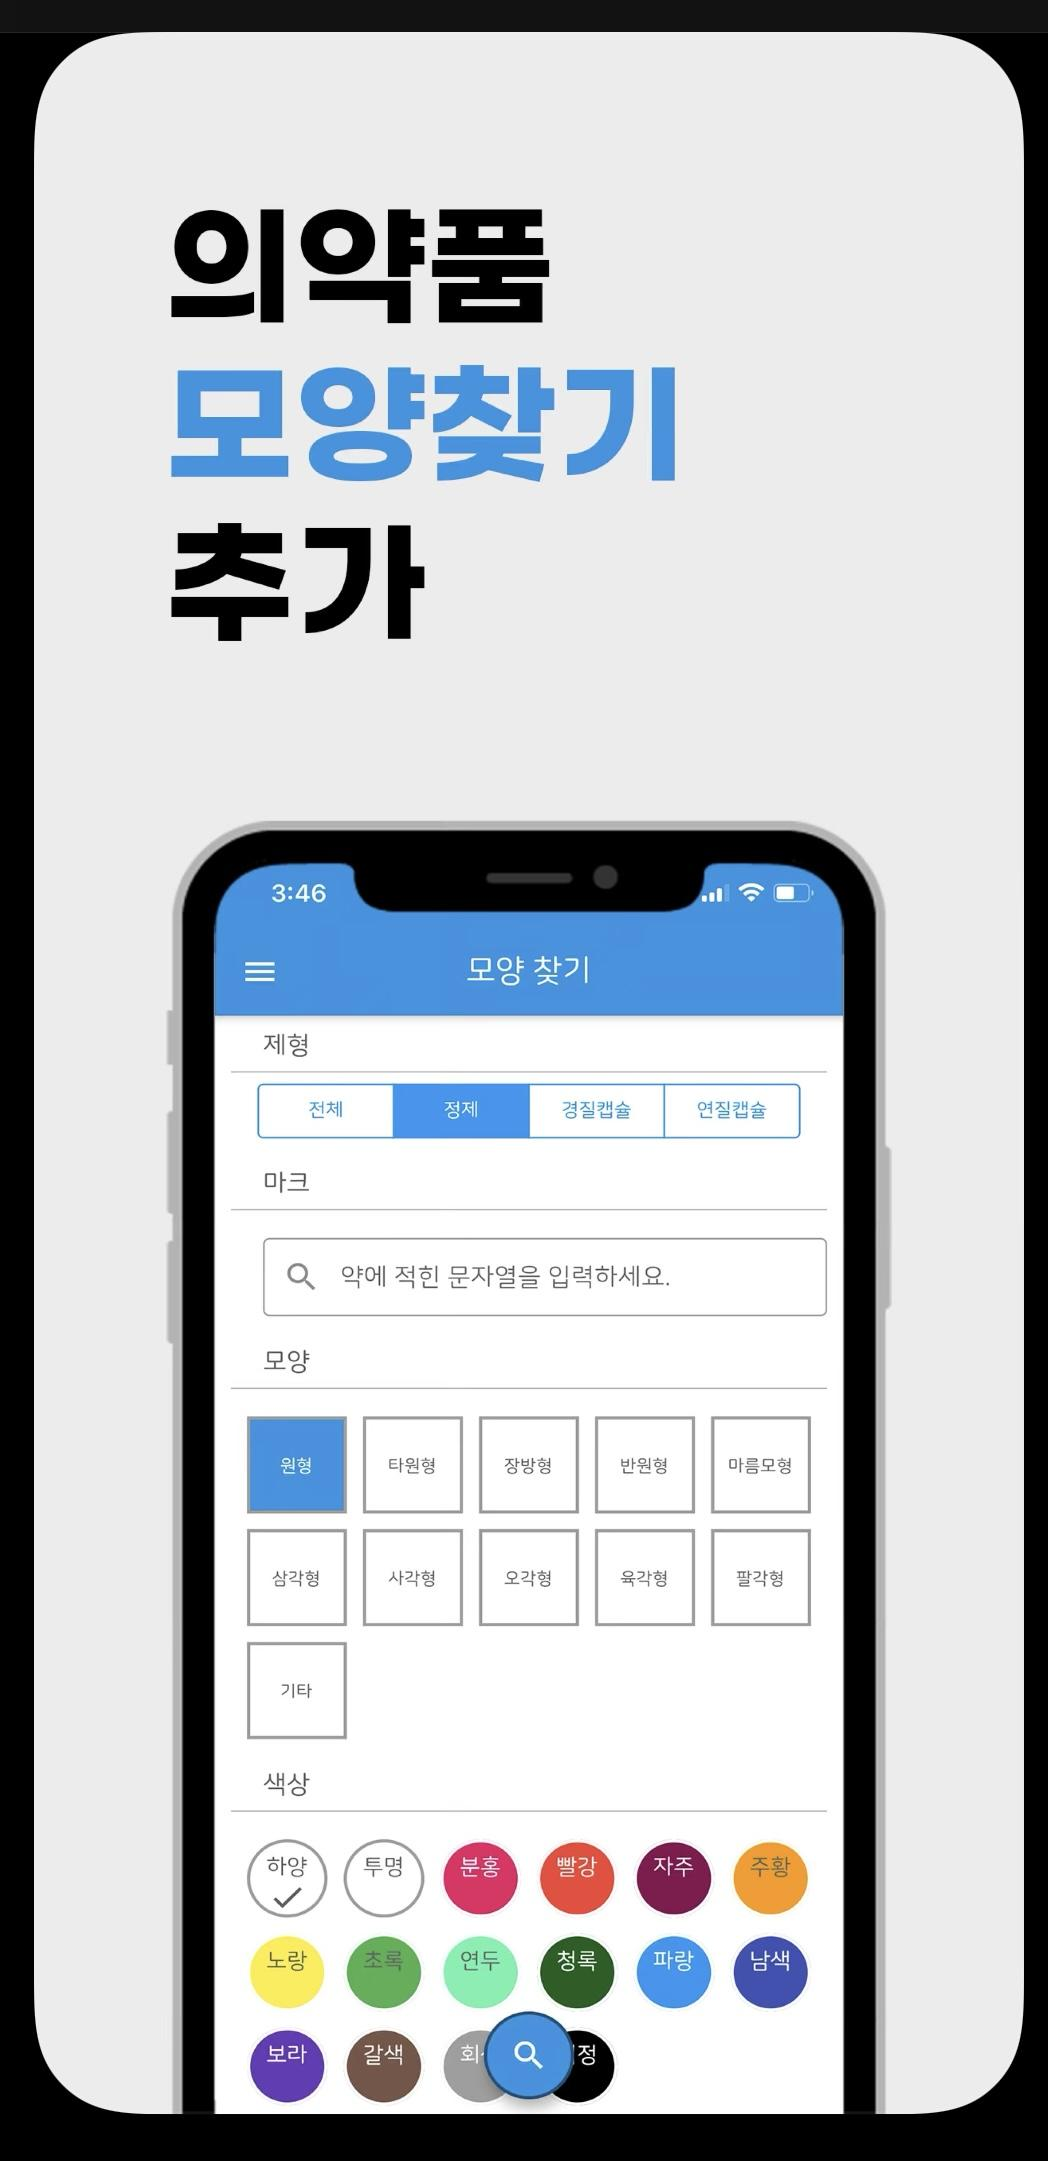 의약품
모양찾기
추가
3:46
모양 찾기
제형
전체 정제 경질캡슐 연질캡슐
마크
약에 적힌 문자열을 입력하세요.
모양
원형 타원형 장방형 반원형 마름모형
삼각형 사각형 오각형 육각형 팔각형
기타
색상
하양 투명 분홍 빨강 자주 주황
노랑 초록 연두 청록 파랑 남색
보라 갈색